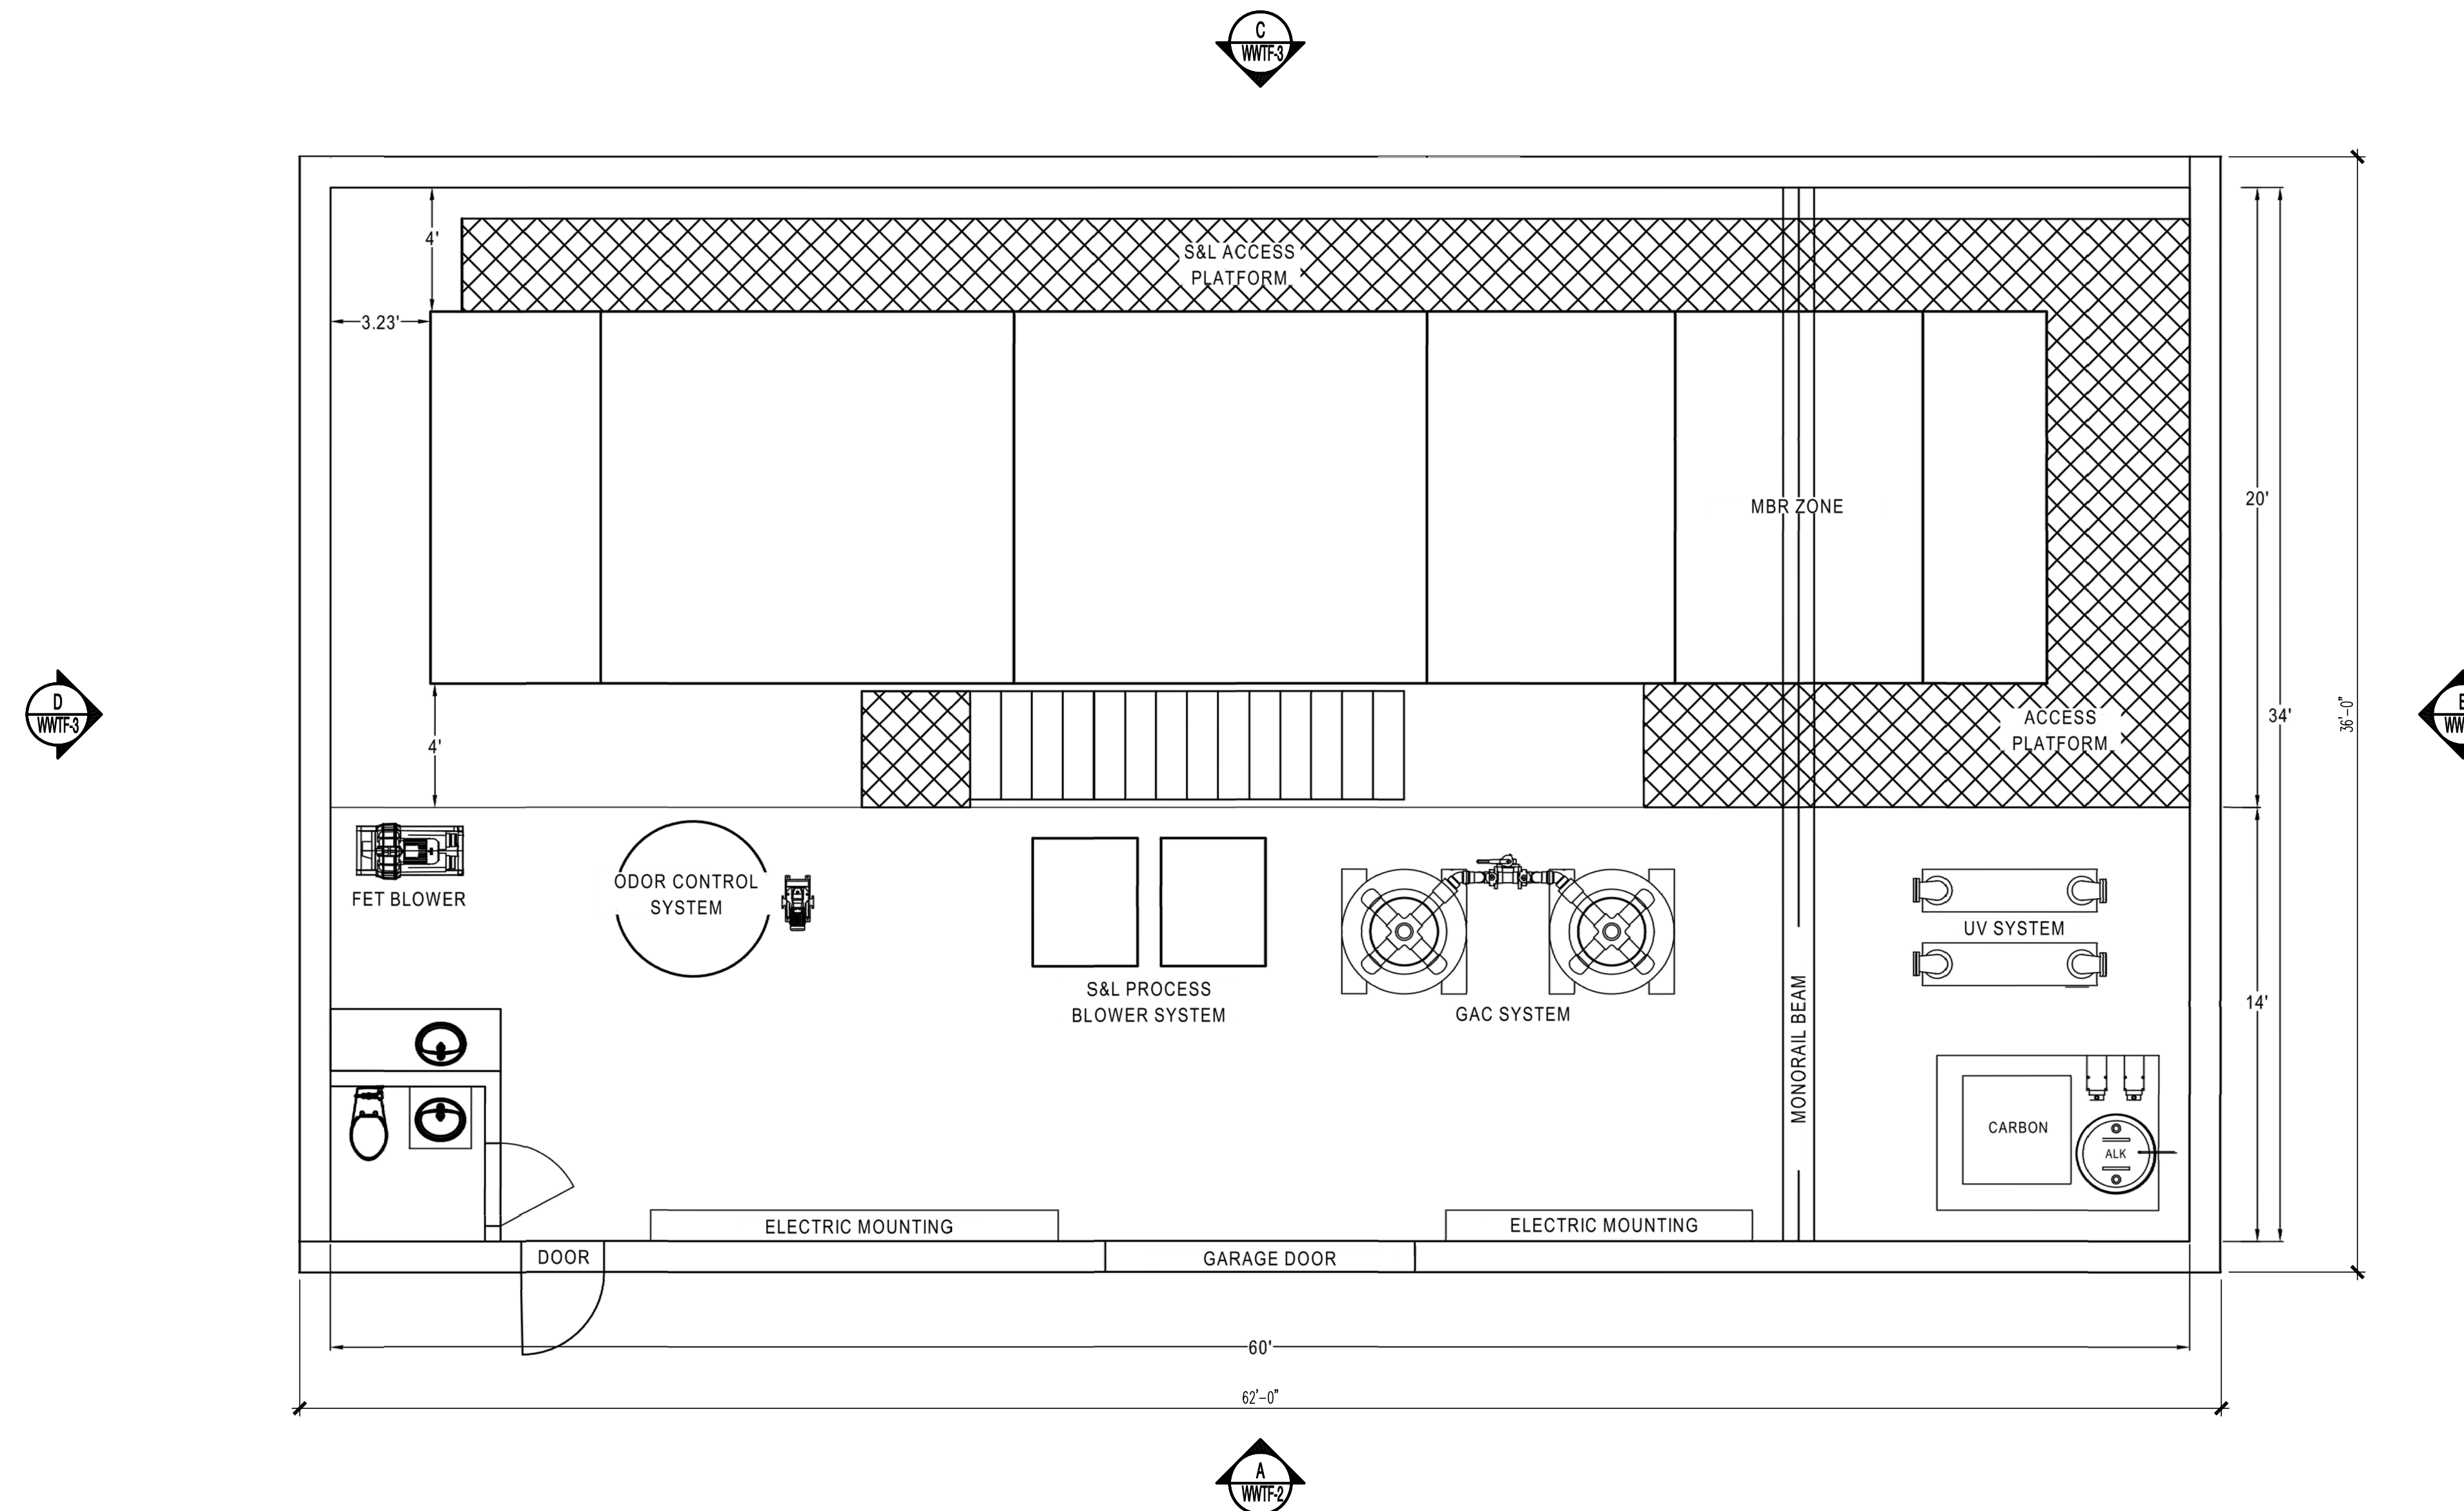 C
WWTF-3
4'
S&L ACCESS
PLATFORM
3.23'
MBR ZONE
20'
D
WWTF-3
34'
36'-0"
4'
ACCESS
PLATFORM
FET BLOWER
ODOR CONTROL
SYSTEM
S&L PROCESS
BLOWER SYSTEM
GAC SYSTEM
UV SYSTEM
14'
MONORAIL BEAM
CARBON
ALK
ELECTRIC MOUNTING
ELECTRIC MOUNTING
DOOR
GARAGE DOOR
60'
62'-0"
A
WWTF-2